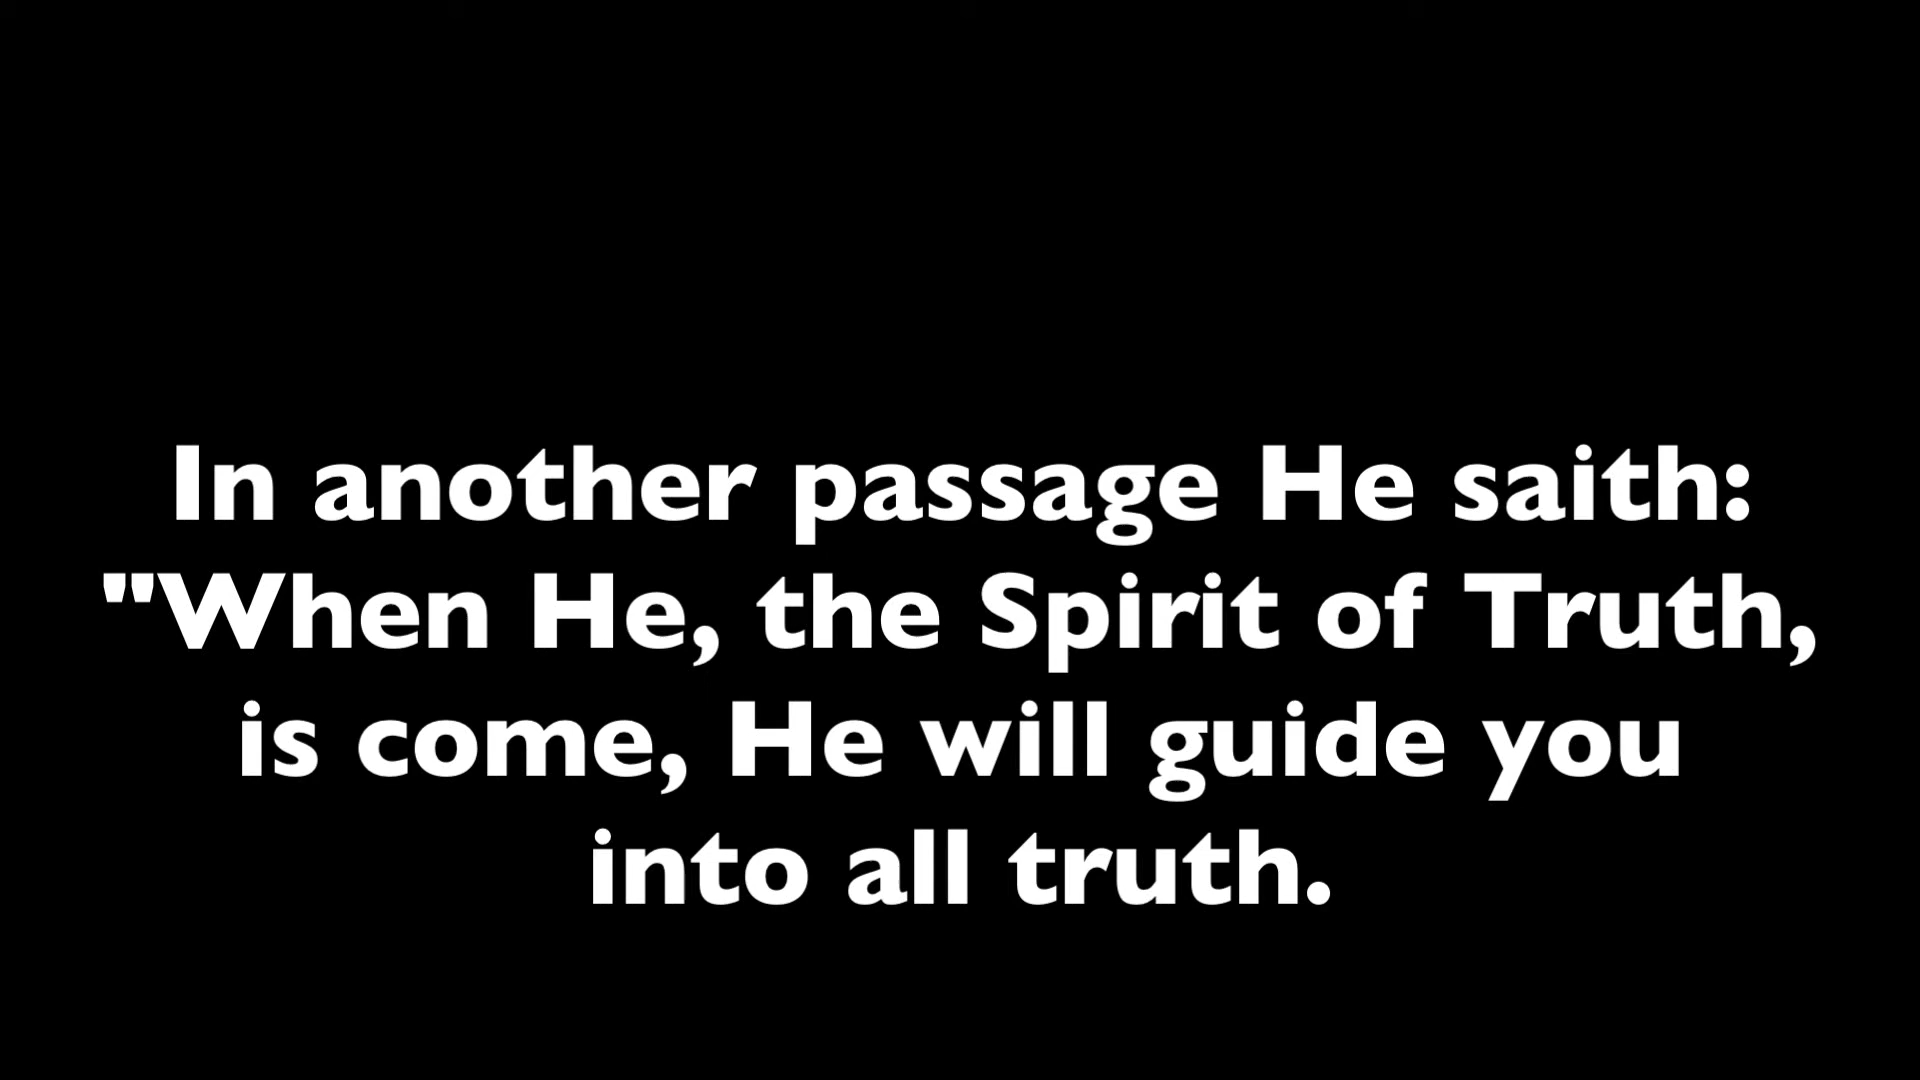 In another passage He saith:
"When He, the Spirit of Truth,
is come, He will guide you
into all truth.